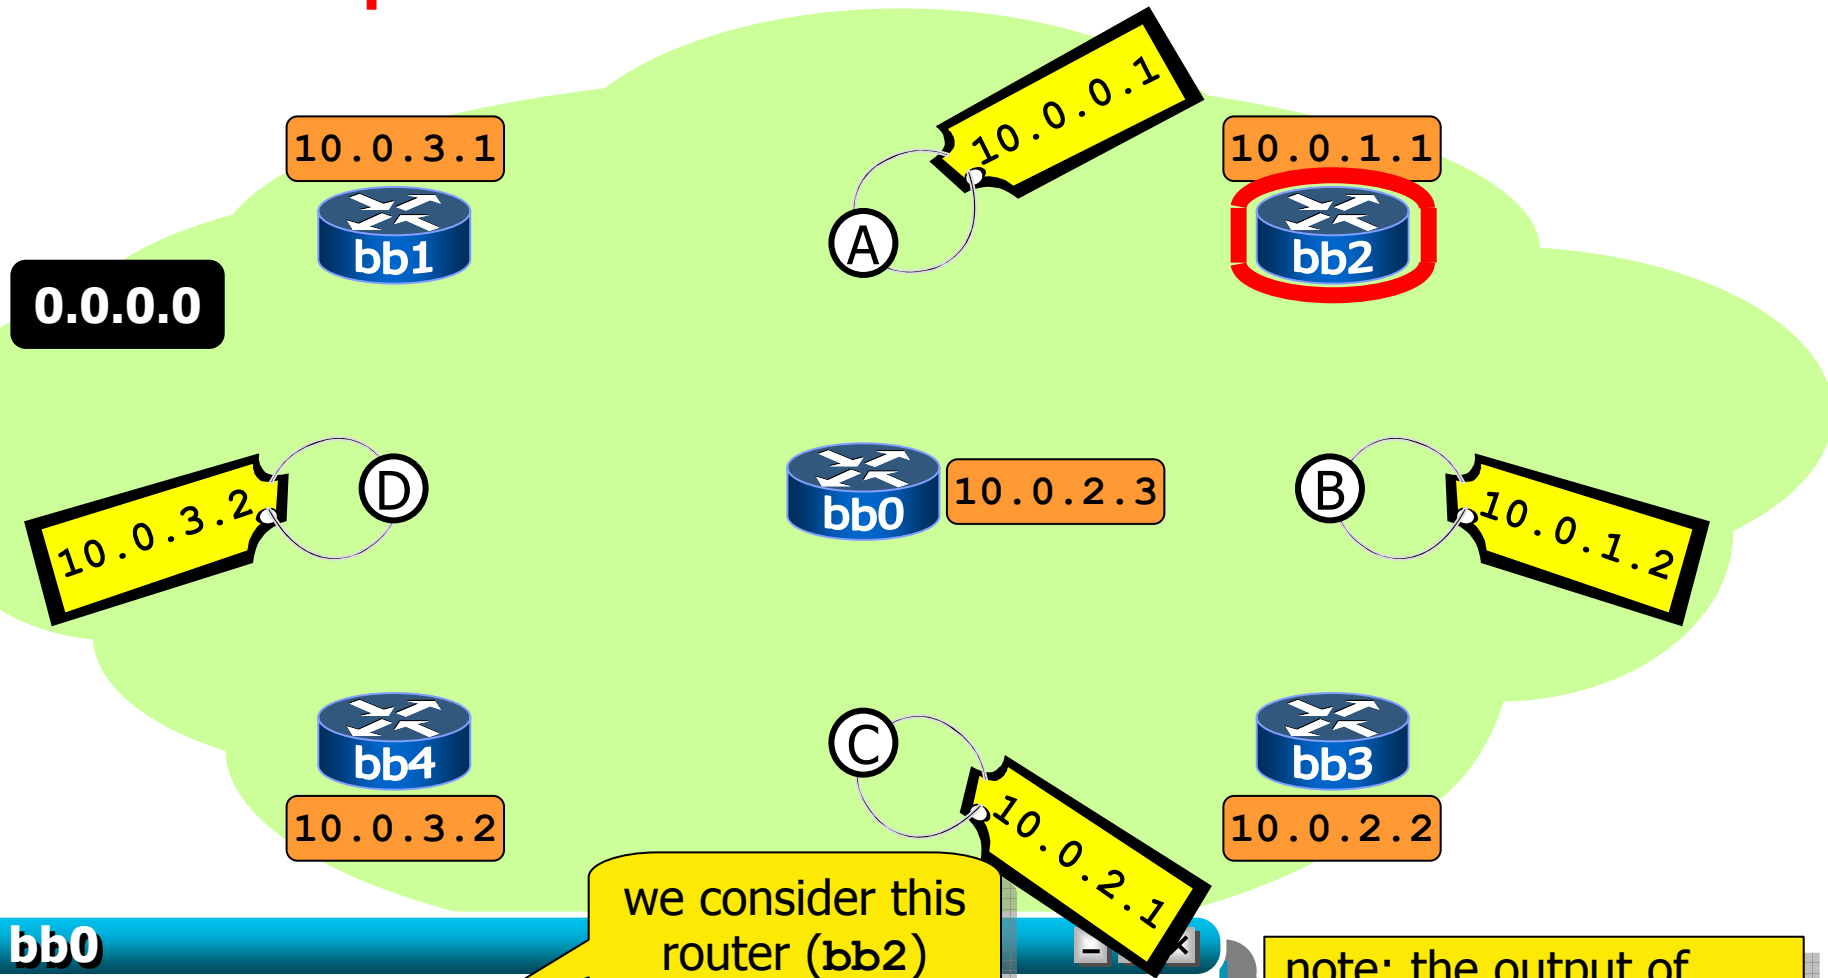 10.0.0.1
10.0.3.1
10.0.1.1
A
bb1
bb2
0.0.0.0
D
10.0.3.2
bb0
10.0.2.3
B
10.0.1.2
bb4
10.0.3.2
C
10.0.2.1
bb3
10.0.2.2
we consider this
router (bb2)
bb0
note: the output of